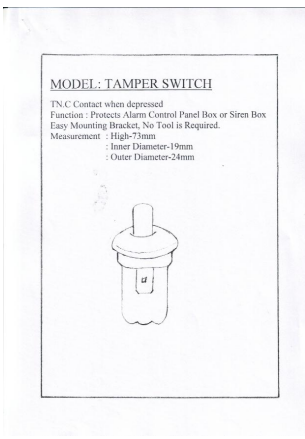 MODEL: TAMPER SWITCH
TN.C Contact when depressed
Function : Protects Alarm Control Panel Box or Siren Box
Easy Mounting Bracket, No Tool is Required.
Measurement : High-73mm
: Inner Diameter-19mm
: Outer Diameter-24mm